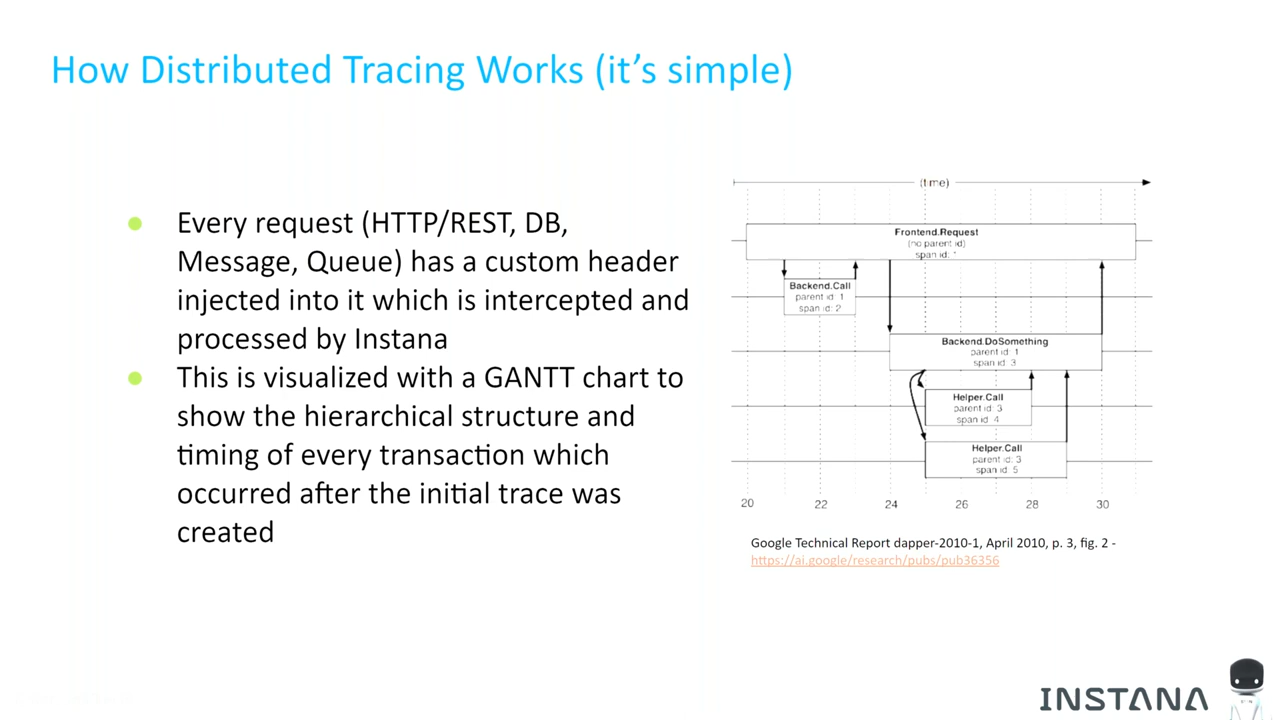 How Distributed Tracing Works (it's simple)
● Every request (HTTP/REST, DB,
Message, Queue) has a custom header
injected into it which is intercepted and
processed by Instana
● This is visualized with a GANTT chart to
show the hierarchical structure and
timing of every transaction which
occurred after the initial trace was
created
(time)
Frontend.Request
(no parent id)
span id:
Backend.Call
parent id: 1
span id: 2
Backend.DoSomething
parent id: 1
span id: 3
Helper.Call
parent id: 3
span id: 4
Helper.Call
parent id: 3
span id: 5
20 22 24 26 28 30
Google Technical Report dapper-2010-1, April 2010, p. 3, fig. 2 -
https://ai.google/research/pubs/pub36356
INSTANA